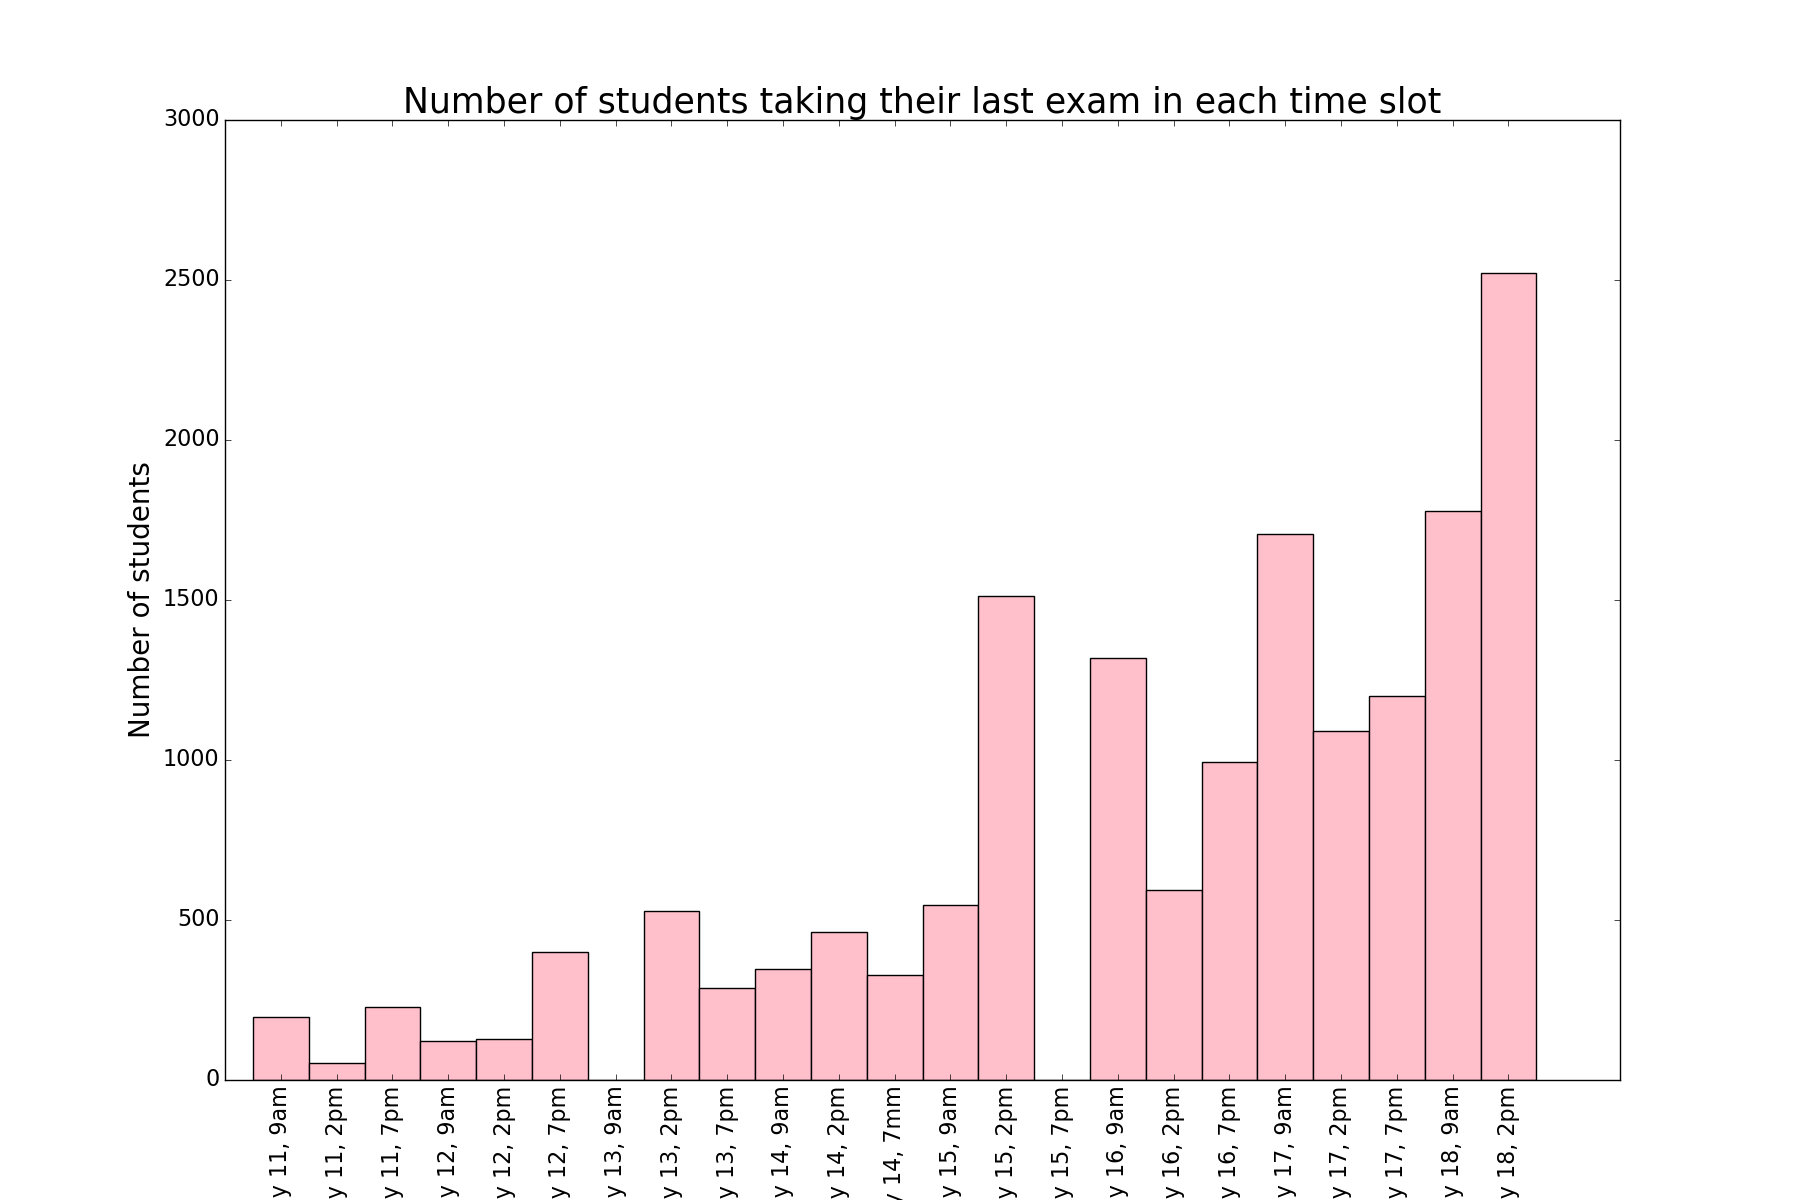 Number of students taking their last exam in each time slot
3000
2500
2000
1500
1000
500
0
Number of students
y 11, 9am
y 11, 2pm
y 11, 7pm
y 12, 9am
y 12, 2pm
y 12, 7pm
y 13, 9am
y 13, 2pm
y 13, 7pm
y 14, 9am
y 14, 2pm
y 14, 7mm
y 15, 9am
y 15, 2pm
y 15, 7pm
y 16, 9am
y 16, 2pm
y 16, 7pm
y 17, 9am
y 17, 2pm
y 17, 7pm
y 18, 9am
y 18, 2pm